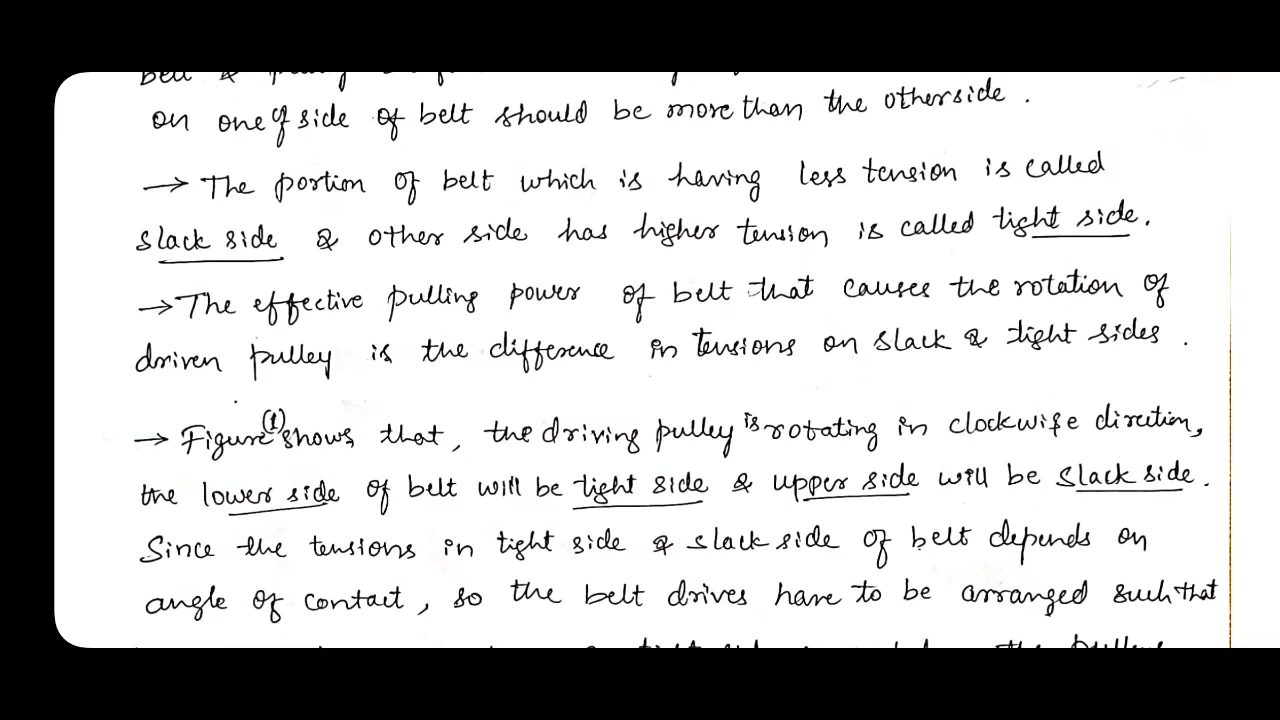 belt &
on one of side of belt should be more than the otherside .
→ The portion of belt which is having less tension is called
slack side & other side has higher tension is called tight side.
→ The effective pulling power of belt that causes the rotation of
driven pulley is the difference in tensions on slack & tight sides .
→ Figure (1) shows that, the driving pulley is rotating in clockwise direction,
the lower side of belt will be tight side & upper side will be slack side .
Since the tensions in tight side & slack side of belt depends on
angle of contact, so the belt drives have to be arranged such that
the pulleys